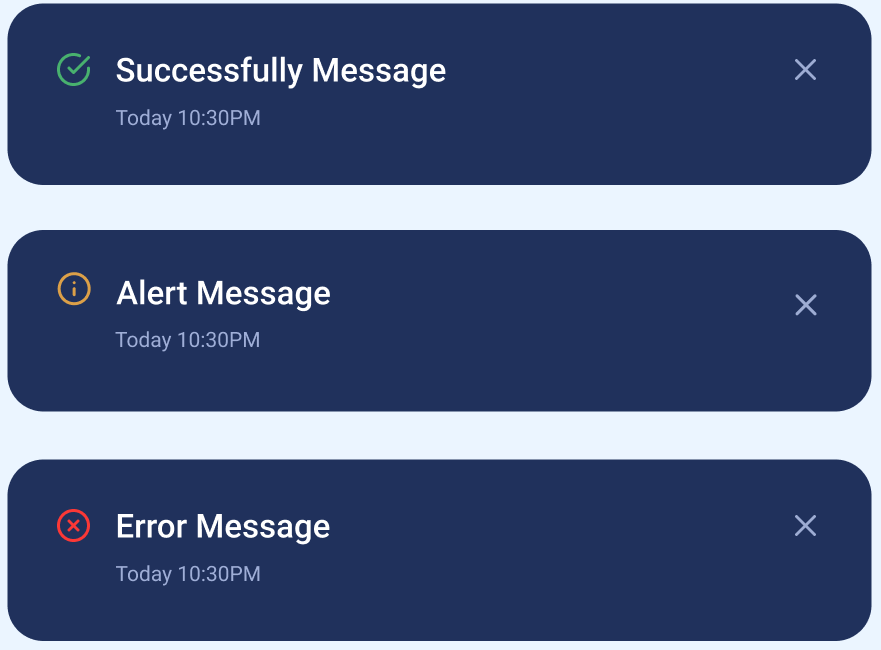 Successfully Message
Today 10:30PM
Alert Message
Today 10:30PM
Error Message
Today 10:30PM